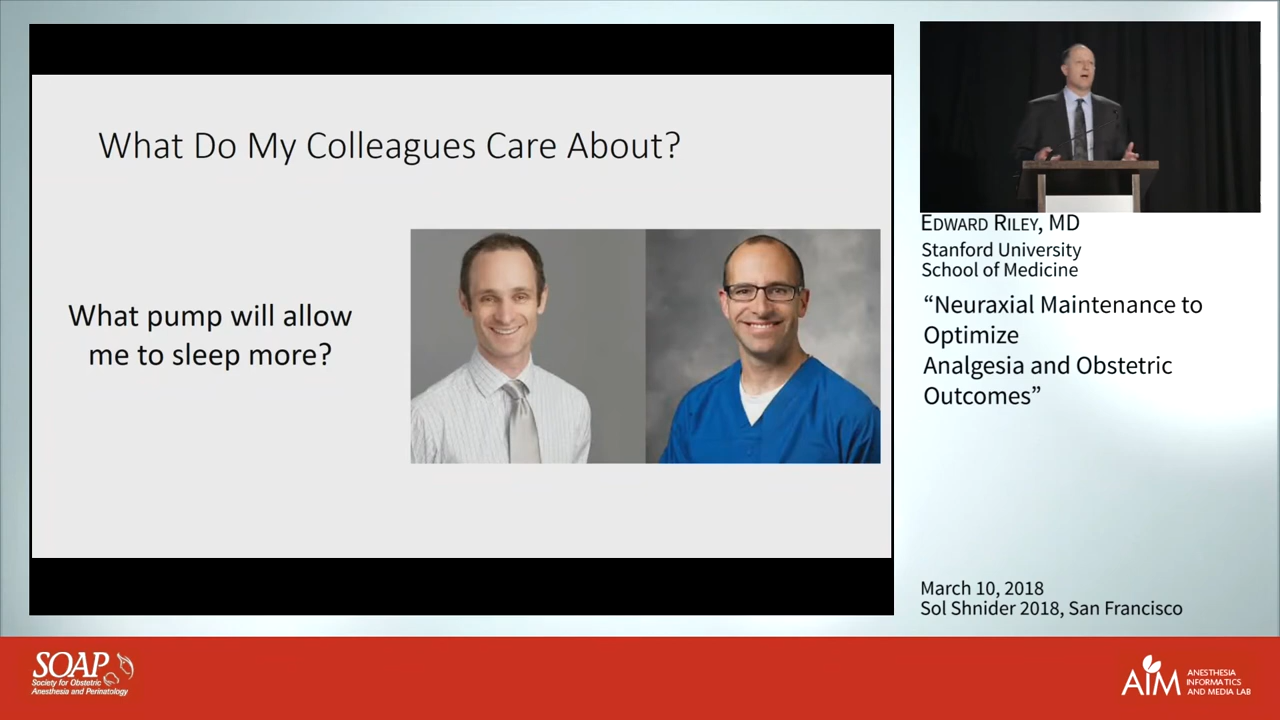 What Do My Colleagues Care About?
What pump will allow
me to sleep more?
EDWARD RILEY, MD
Stanford University
School of Medicine
“Neuraxial Maintenance to
Optimize
Analgesia and Obstetric
Outcomes”
March 10, 2018
Sol Shnider 2018, San Francisco
SOAP
Society for Obstetric
Anesthesia and Perinatology
AIM
ANESTHESIA
INFORMATICS
AND MEDIA LAB